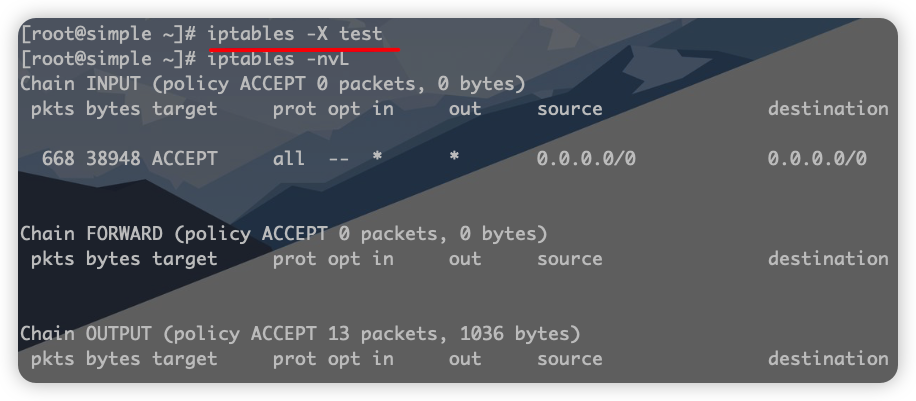 [root@simple ~]# iptables -X test
[root@simple ~]# iptables -nvL
Chain INPUT (policy ACCEPT 0 packets, 0 bytes)
 pkts bytes target     prot opt in     out     source               destination
  668 38948 ACCEPT     all  --  *      *       0.0.0.0/0            0.0.0.0/0
Chain FORWARD (policy ACCEPT 0 packets, 0 bytes)
 pkts bytes target     prot opt in     out     source               destination
Chain OUTPUT (policy ACCEPT 13 packets, 1036 bytes)
 pkts bytes target     prot opt in     out     source               destination